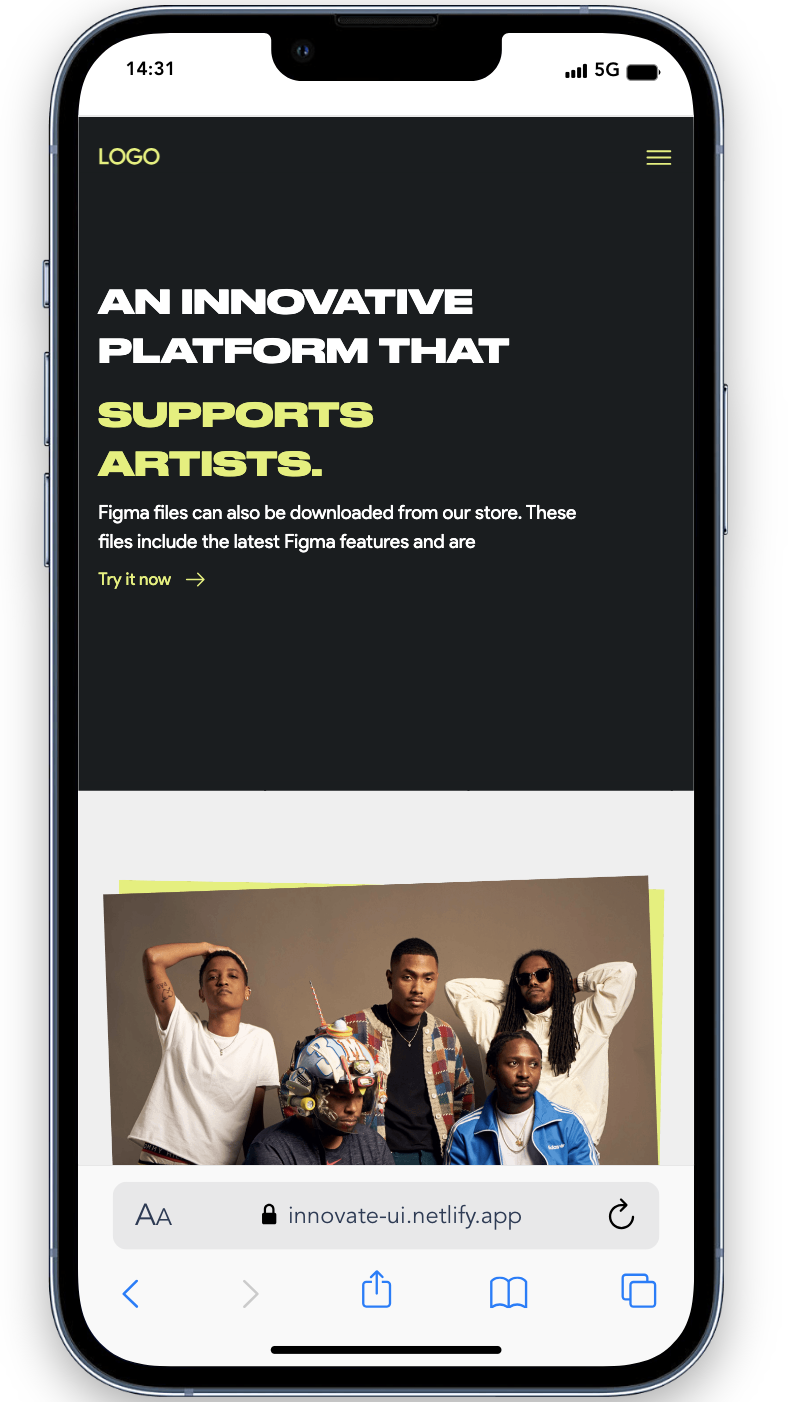 14:31
5G
LOGO
AN INNOVATIVE
PLATFORM THAT
SUPPORTS
ARTISTS.
Figma files can also be downloaded from our store. These
files include the latest Figma features and are
Try it now
AA
innovate-ui.netlify.app